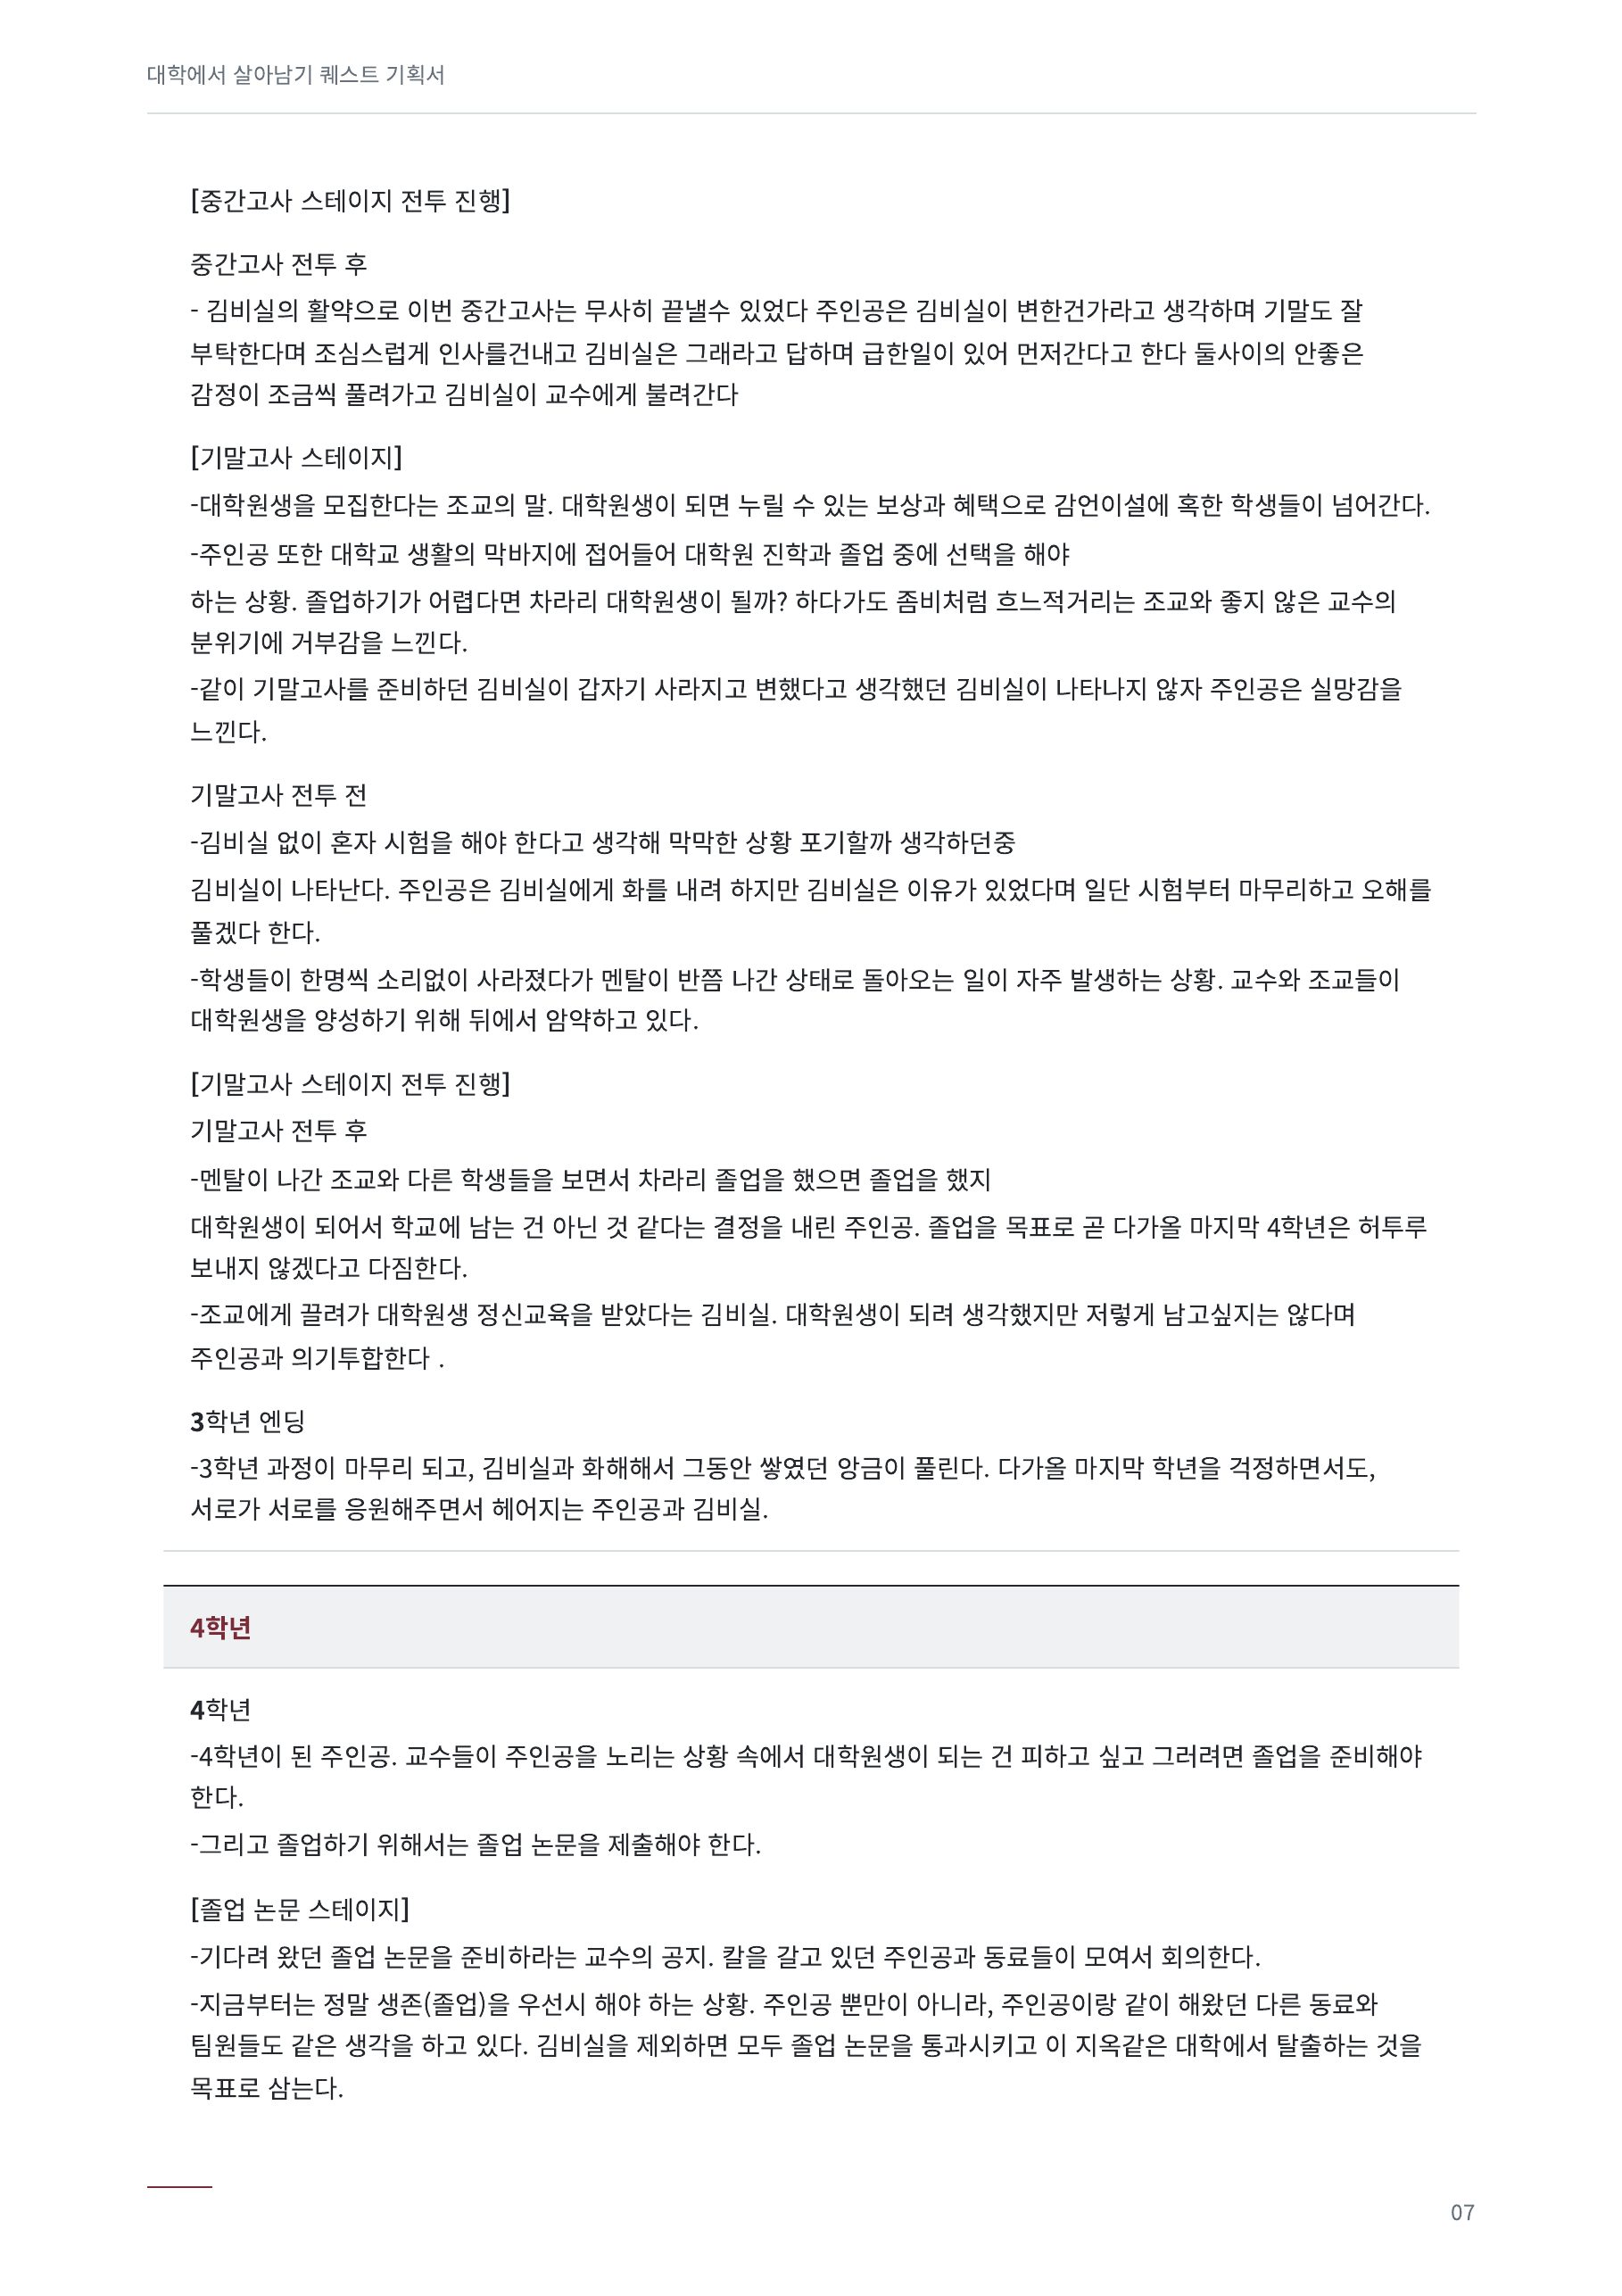 대학에서 살아남기 퀘스트 기획서
[중간고사 스테이지 전투 진행]
중간고사 전투 후
- 김비실의 활약으로 이번 중간고사는 무사히 끝낼수 있었다 주인공은 김비실이 변한건가라고 생각하며 기말도 잘
부탁한다며 조심스럽게 인사를건내고 김비실은 그래라고 답하며 급한일이 있어 먼저간다고 한다 둘사이의 안좋은
감정이 조금씩 풀려가고 김비실이 교수에게 불려간다
[기말고사 스테이지]
-대학원생을 모집한다는 조교의 말. 대학원생이 되면 누릴 수 있는 보상과 혜택으로 감언이설에 혹한 학생들이 넘어간다.
-주인공 또한 대학교 생활의 막바지에 접어들어 대학원 진학과 졸업 중에 선택을 해야
하는 상황. 졸업하기가 어렵다면 차라리 대학원생이 될까? 하다가도 좀비처럼 흐느적거리는 조교와 좋지 않은 교수의
분위기에 거부감을 느낀다.
-같이 기말고사를 준비하던 김비실이 갑자기 사라지고 변했다고 생각했던 김비실이 나타나지 않자 주인공은 실망감을
느낀다.
기말고사 전투 전
-김비실 없이 혼자 시험을 해야 한다고 생각해 막막한 상황 포기할까 생각하던중
김비실이 나타난다. 주인공은 김비실에게 화를 내려 하지만 김비실은 이유가 있었다며 일단 시험부터 마무리하고 오해를
풀겠다 한다.
-학생들이 한명씩 소리없이 사라졌다가 멘탈이 반쯤 나간 상태로 돌아오는 일이 자주 발생하는 상황. 교수와 조교들이
대학원생을 양성하기 위해 뒤에서 암약하고 있다.
[기말고사 스테이지 전투 진행]
기말고사 전투 후
-멘탈이 나간 조교와 다른 학생들을 보면서 차라리 졸업을 했으면 졸업을 했지
대학원생이 되어서 학교에 남는 건 아닌 것 같다는 결정을 내린 주인공. 졸업을 목표로 곧 다가올 마지막 4학년은 허투루
보내지 않겠다고 다짐한다.
-조교에게 끌려가 대학원생 정신교육을 받았다는 김비실. 대학원생이 되려 생각했지만 저렇게 남고싶지는 않다며
주인공과 의기투합한다 .
3학년 엔딩
-3학년 과정이 마무리 되고, 김비실과 화해해서 그동안 쌓였던 앙금이 풀린다. 다가올 마지막 학년을 걱정하면서도,
서로가 서로를 응원해주면서 헤어지는 주인공과 김비실.
4학년
4학년
-4학년이 된 주인공. 교수들이 주인공을 노리는 상황 속에서 대학원생이 되는 건 피하고 싶고 그러려면 졸업을 준비해야
한다.
-그리고 졸업하기 위해서는 졸업 논문을 제출해야 한다.
[졸업 논문 스테이지]
-기다려 왔던 졸업 논문을 준비하라는 교수의 공지. 칼을 갈고 있던 주인공과 동료들이 모여서 회의한다.
-지금부터는 정말 생존(졸업)을 우선시 해야 하는 상황. 주인공 뿐만이 아니라, 주인공이랑 같이 해왔던 다른 동료와
팀원들도 같은 생각을 하고 있다. 김비실을 제외하면 모두 졸업 논문을 통과시키고 이 지옥같은 대학에서 탈출하는 것을
목표로 삼는다.
07